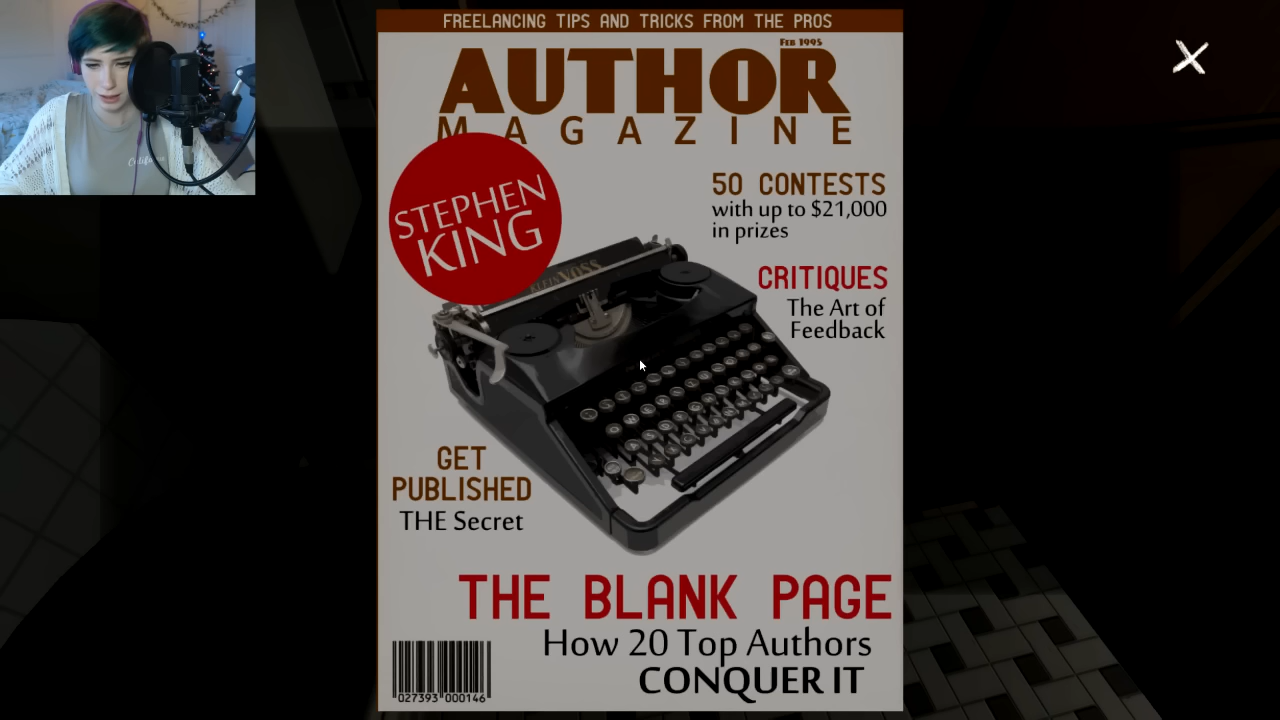 FREELANCING TIPS AND TRICKS FROM THE PROS
FEB 1995
AUTHOR
MAGAZINE
STEPHEN
KING
50 CONTESTS
with up to $21,000
in prizes
CRITIQUES
The Art of
Feedback
GET
PUBLISHED
THE Secret
THE BLANK PAGE
How 20 Top Authors
CONQUER IT
027393 000146